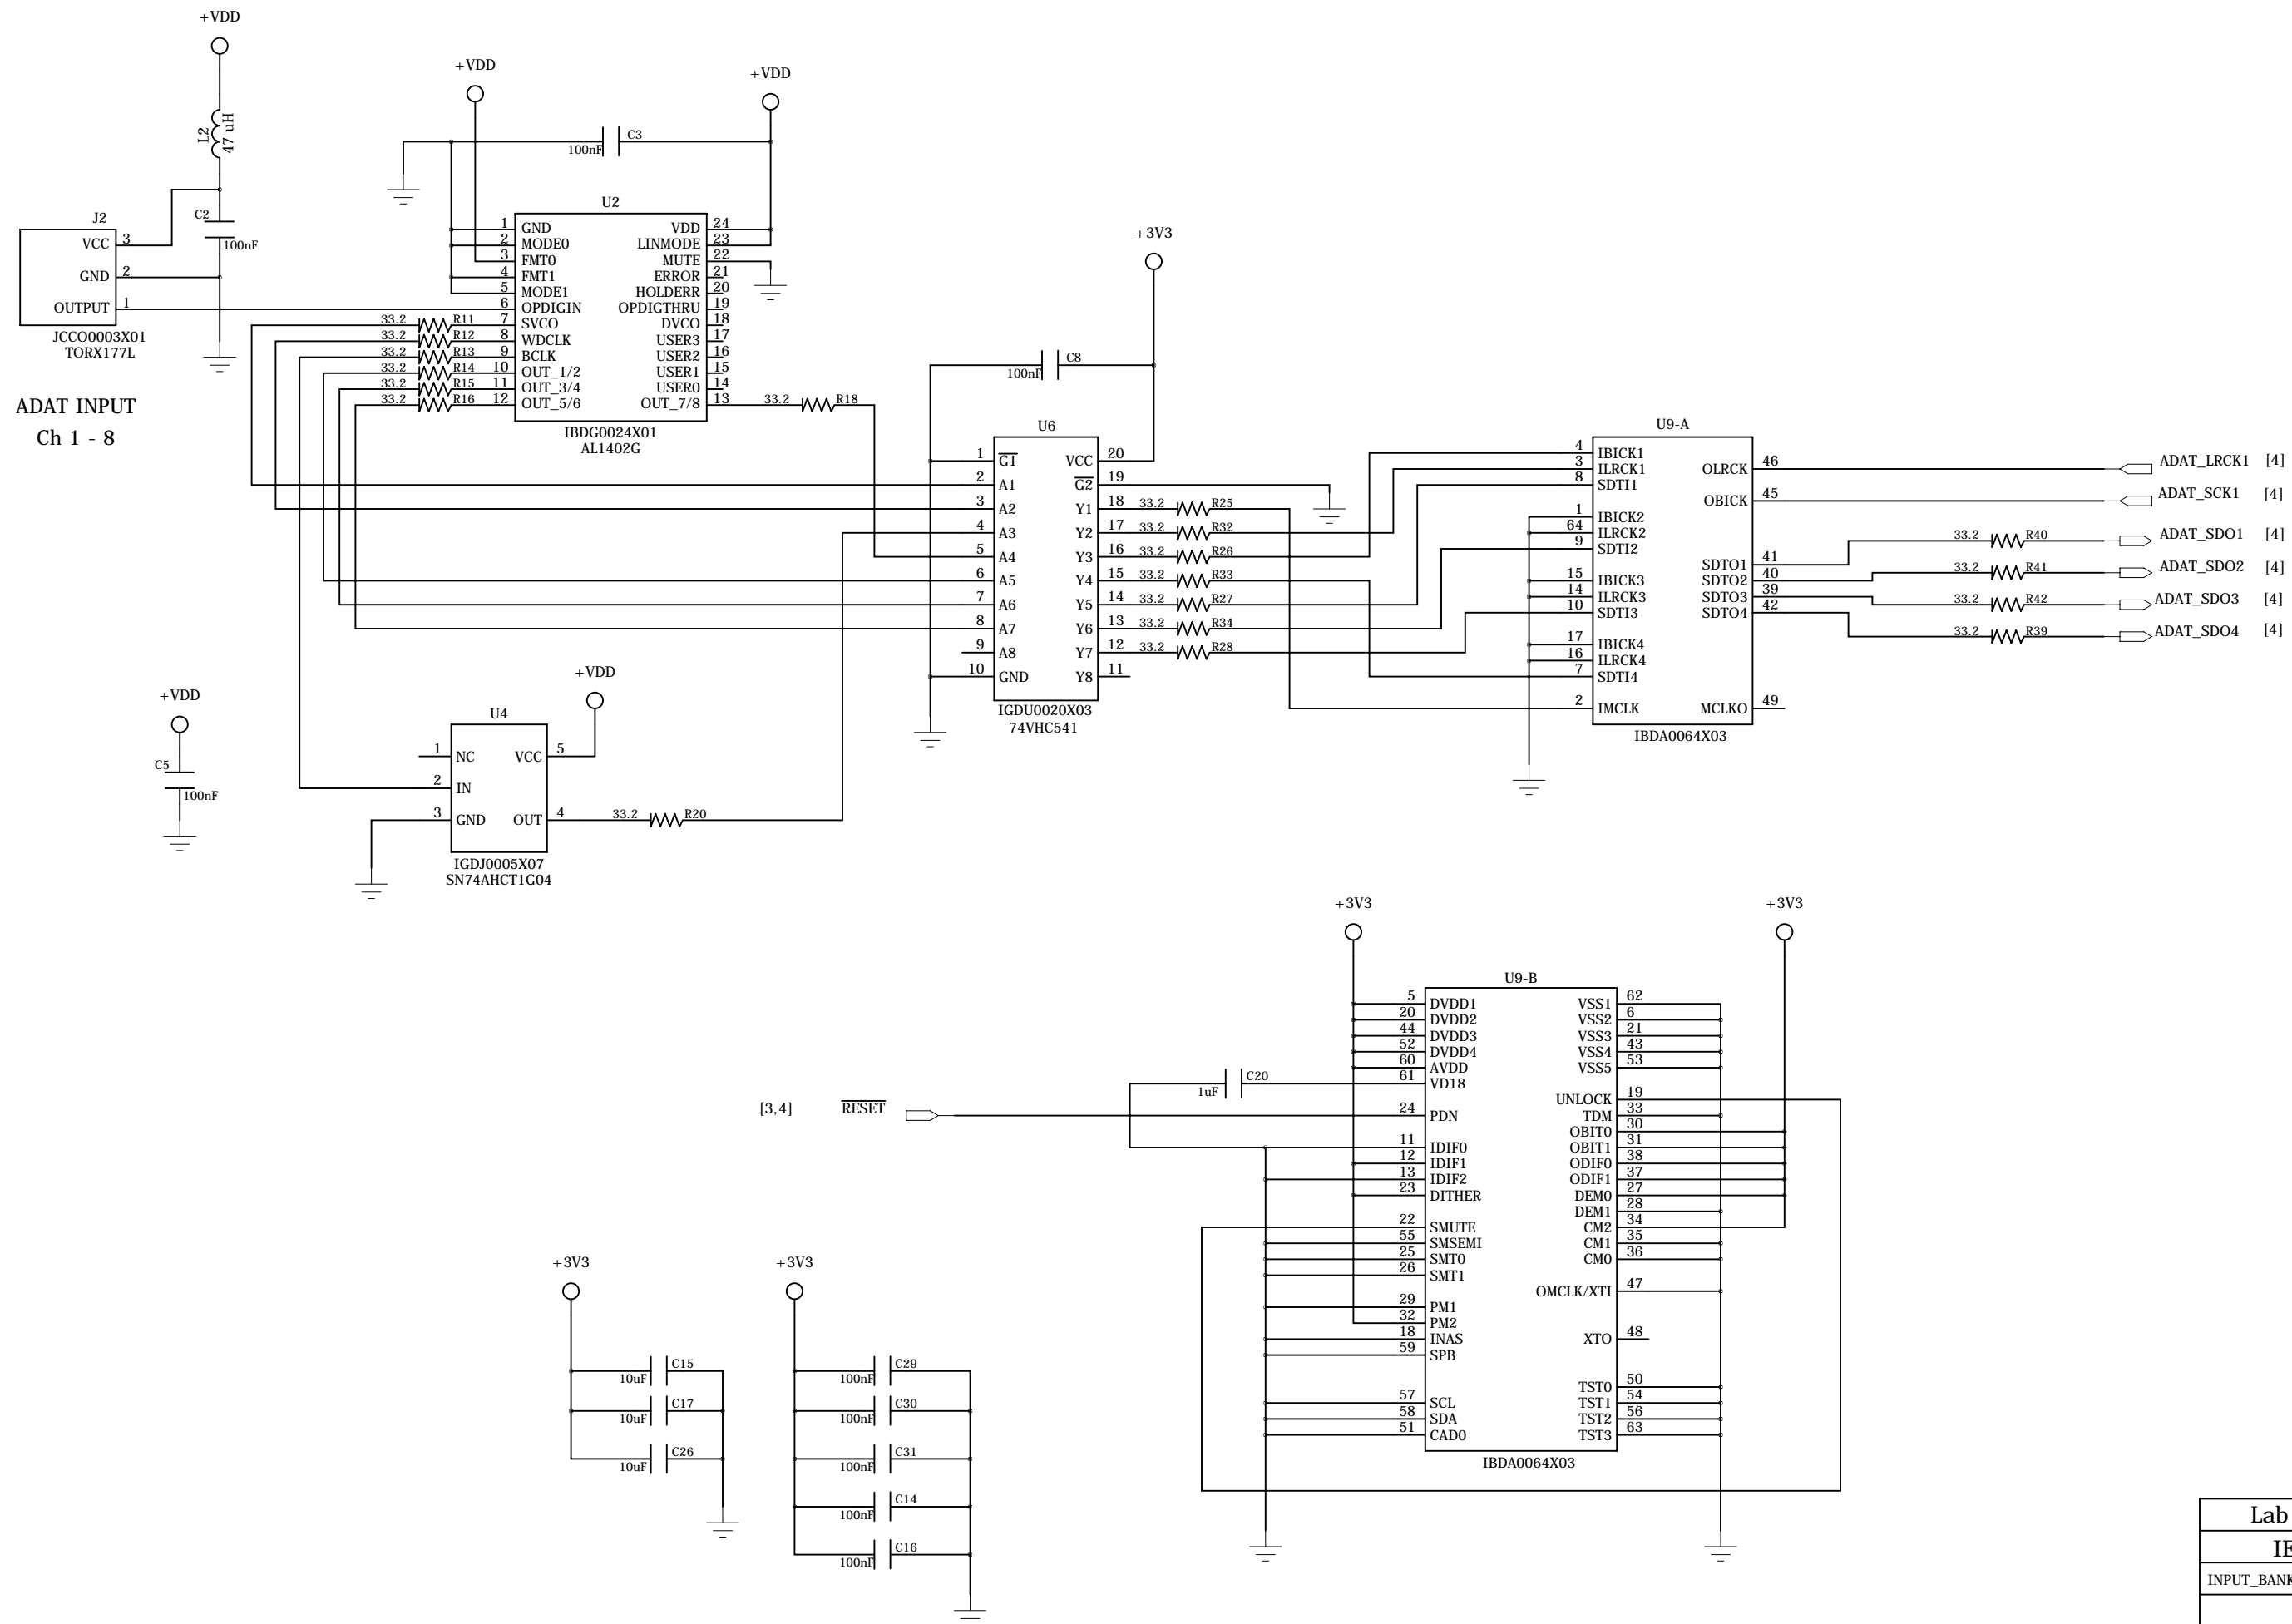 +VDD
L2
47 uH
C2
100nF
J2
VCC 3
GND 2
OUTPUT 1
JCCO0003X01
TORX177L
ADAT INPUT
Ch 1 - 8
+VDD
+VDD
C3
100nF
U2
1 GND VDD 24
2 MODE0 LINMODE 23
3 FMT0 MUTE 22
4 FMT1 ERROR 21
5 MODE1 HOLDERR 20
6 OPDIGIN OPDIGTHRU 19
33.2 R11 7 SVCO DVCO 18
33.2 R12 8 WDCLK USER3 17
33.2 R13 9 BCLK USER2 16
33.2 R14 10 OUT_1/2 USER1 15
33.2 R15 11 OUT_3/4 USER0 14
33.2 R16 12 OUT_5/6 OUT_7/8 13 33.2 R18
IBDG0024X01
AL1402G
+3V3
C8
100nF
U6
1 G1 VCC 20
2 A1 G2 19
3 A2 Y1 18 33.2 R25
4 A3 Y2 17 33.2 R32
5 A4 Y3 16 33.2 R26
6 A5 Y4 15 33.2 R33
7 A6 Y5 14 33.2 R27
8 A7 Y6 13 33.2 R34
9 A8 Y7 12 33.2 R28
10 GND Y8 11
IGDU0020X03
74VHC541
U9-A
4 IBICK1
3 ILRCK1 OLRCK 46 ADAT_LRCK1 [4]
8 SDTI1
OBICK 45 ADAT_SCK1 [4]
1 IBICK2
64 ILRCK2
9 SDTI2 33.2 R40 ADAT_SDO1 [4]
SDTO1 41
15 IBICK3 SDTO2 40 33.2 R41 ADAT_SDO2 [4]
14 ILRCK3 SDTO3 39 33.2 R42 ADAT_SDO3 [4]
10 SDTI3 SDTO4 42
17 IBICK4 33.2 R39 ADAT_SDO4 [4]
16 ILRCK4
7 SDTI4
2 IMCLK MCLKO 49
IBDA0064X03
+VDD
C5
100nF
+VDD
U4
1 NC VCC 5
2 IN
3 GND OUT 4 33.2 R20
IGDJ0005X07
SN74AHCT1G04
+3V3
+3V3
U9-B
5 DVDD1 VSS1 62
20 DVDD2 VSS2 6
44 DVDD3 VSS3 21
52 DVDD4 VSS4 43
60 AVDD VSS5 53
C20
1uF
61 VD18
UNLOCK 19
[3,4] RESET 24 PDN TDM 33
OBIT0 30
11 IDIF0 OBIT1 31
12 IDIF1 ODIF0 38
13 IDIF2 ODIF1 37
23 DITHER DEM0 27
DEM1 28
22 SMUTE CM2 34
55 SMSEMI CM1 35
25 SMT0 CM0 36
26 SMT1
OMCLK/XTI 47
29 PM1
32 PM2
18 INAS XTO 48
59 SPB
TST0 50
57 SCL TST1 54
58 SDA TST2 56
51 CAD0 TST3 63
IBDA0064X03
+3V3
C15
10uF
C17
10uF
C26
10uF
+3V3
C29
100nF
C30
100nF
C31
100nF
C14
100nF
C16
100nF
Lab
IE
INPUT_BANK